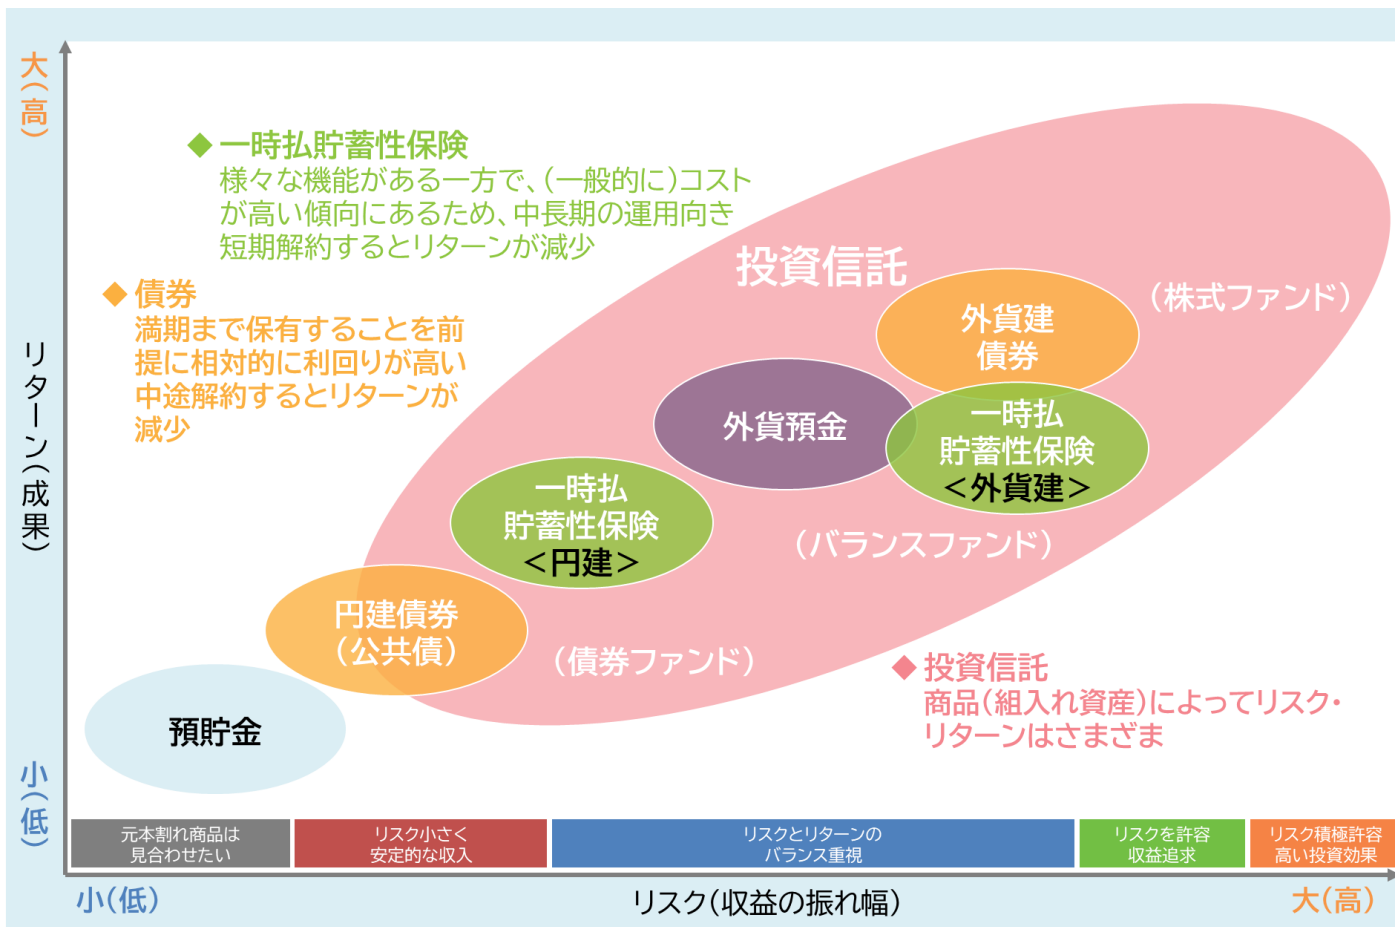 大(高)
◆ 一時払貯蓄性保険
様々な機能がある一方で、(一般的に)コスト
が高い傾向にあるため、中長期の運用向き
短期解約するとリターンが減少
◆ 債券
満期まで保有することを前
提に相対的に利回りが高い
中途解約するとリターンが
減少
リターン(成果)
投資信託
(株式ファンド)
外貨建
債券
外貨預金
一時払
貯蓄性保険
<外貨建>
一時払
貯蓄性保険
<円建>
(バランスファンド)
円建債券
(公共債)
(債券ファンド)
◆ 投資信託
商品(組入れ資産)によってリスク・
リターンはさまざま
預貯金
小(低)
元本割れ商品は
見合わせたい
リスク小さく
安定的な収入
リスクとリターンの
バランス重視
リスクを許容
収益追求
リスク積極許容
高い投資効果
小(低)
リスク(収益の振れ幅)
大(高)